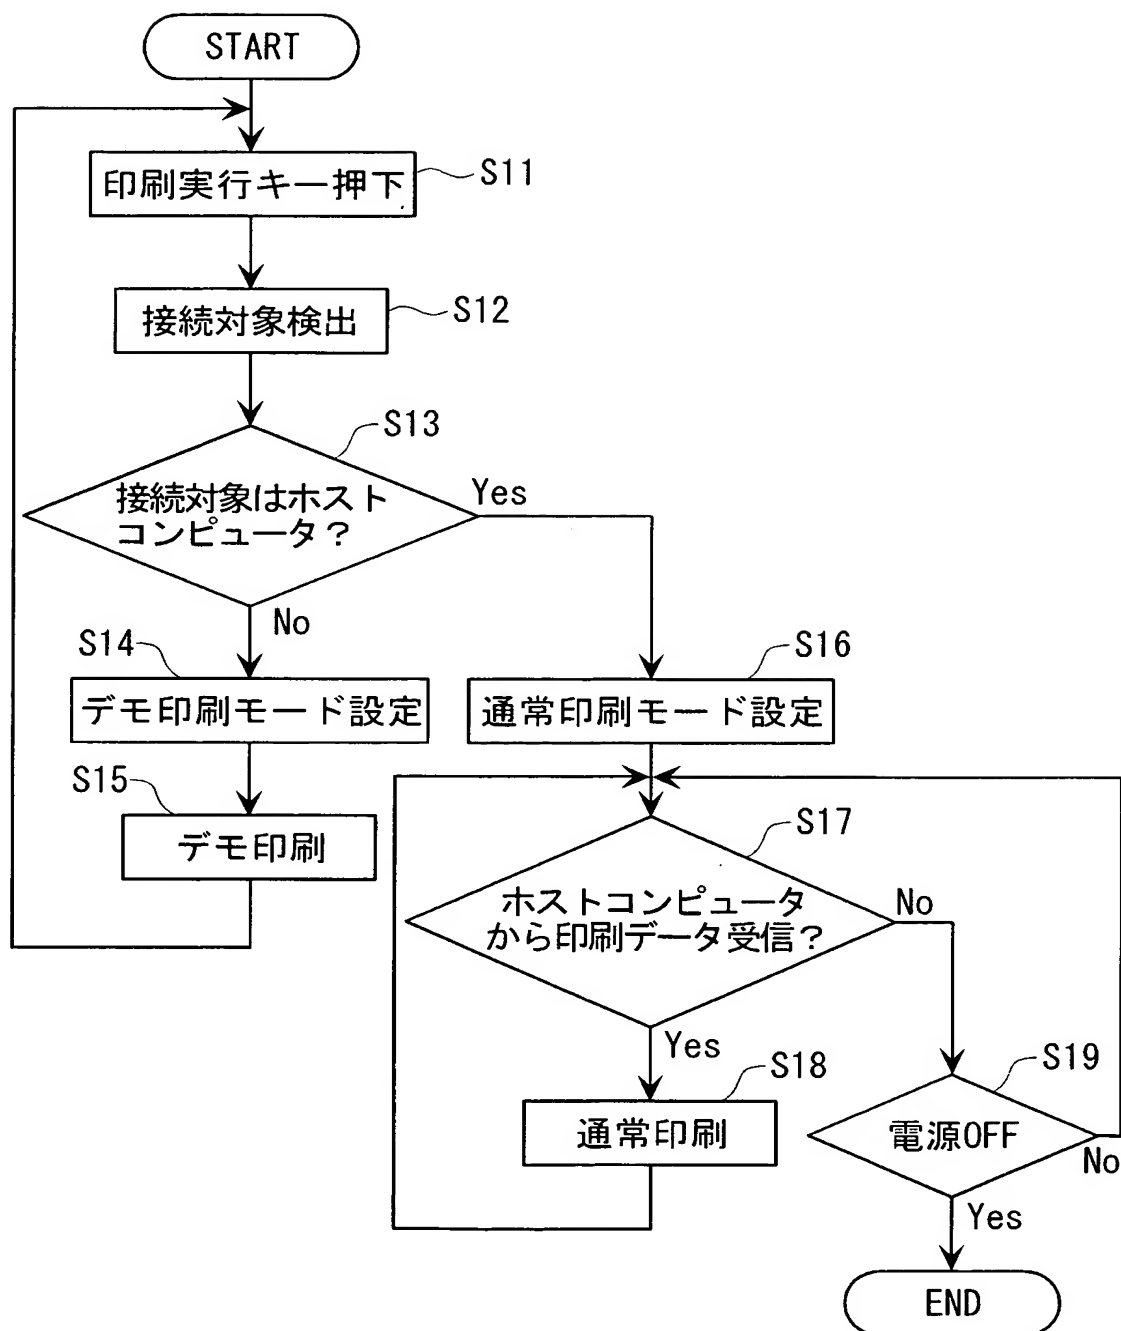 START
印刷実行キー押下
S11
接続対象検出
S12
S13
接続対象はホスト
コンピュータ?
Yes
No
S14
デモ印刷モード設定
S15
デモ印刷
S16
通常印刷モード設定
S17
ホストコンピュータ
から印刷データ受信?
No
Yes
S18
通常印刷
S19
電源OFF
No
Yes
END